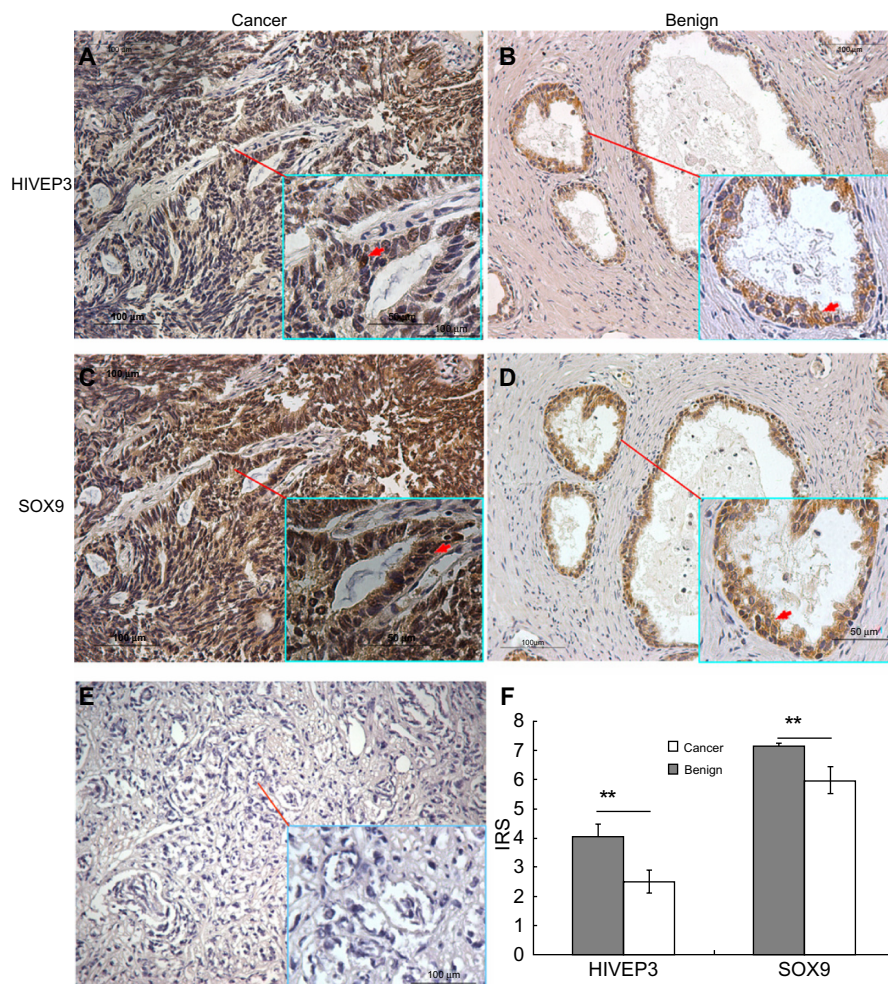 Cancer
Benign
HIVEP3
A
100 µm
100 µm
50 µm
100 µm
B
100 µm
SOX9
C
100 µm
100 µm
50 µm
D
100µm
50 µm
E
100 µm
F
IRS
8
7
6
5
4
3
2
1
0
**
**
Cancer
Benign
HIVEP3
SOX9